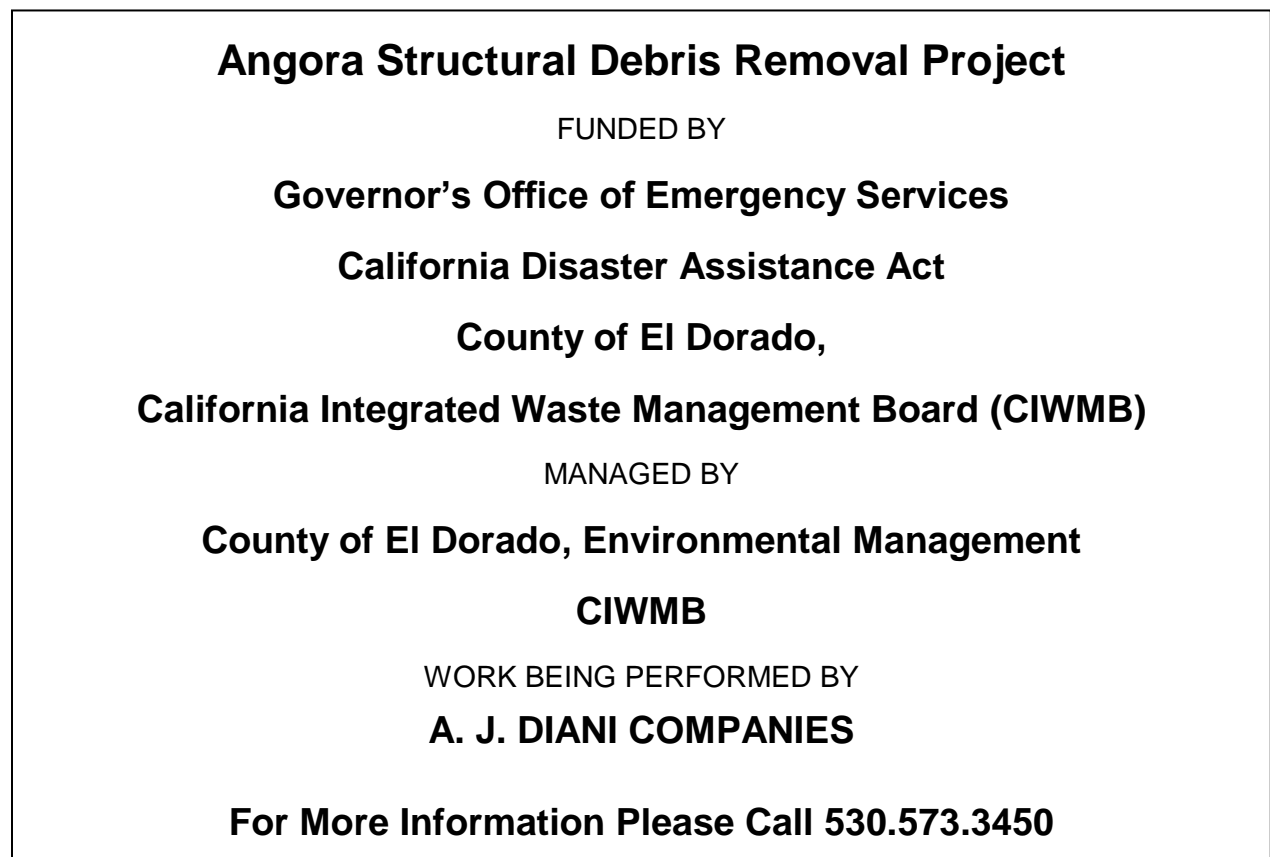 Angora Structural Debris Removal Project
FUNDED BY
Governor’s Office of Emergency Services
California Disaster Assistance Act
County of El Dorado,
California Integrated Waste Management Board (CIWMB)
MANAGED BY
County of El Dorado, Environmental Management
CIWMB
WORK BEING PERFORMED BY
A. J. DIANI COMPANIES
For More Information Please Call 530.573.3450